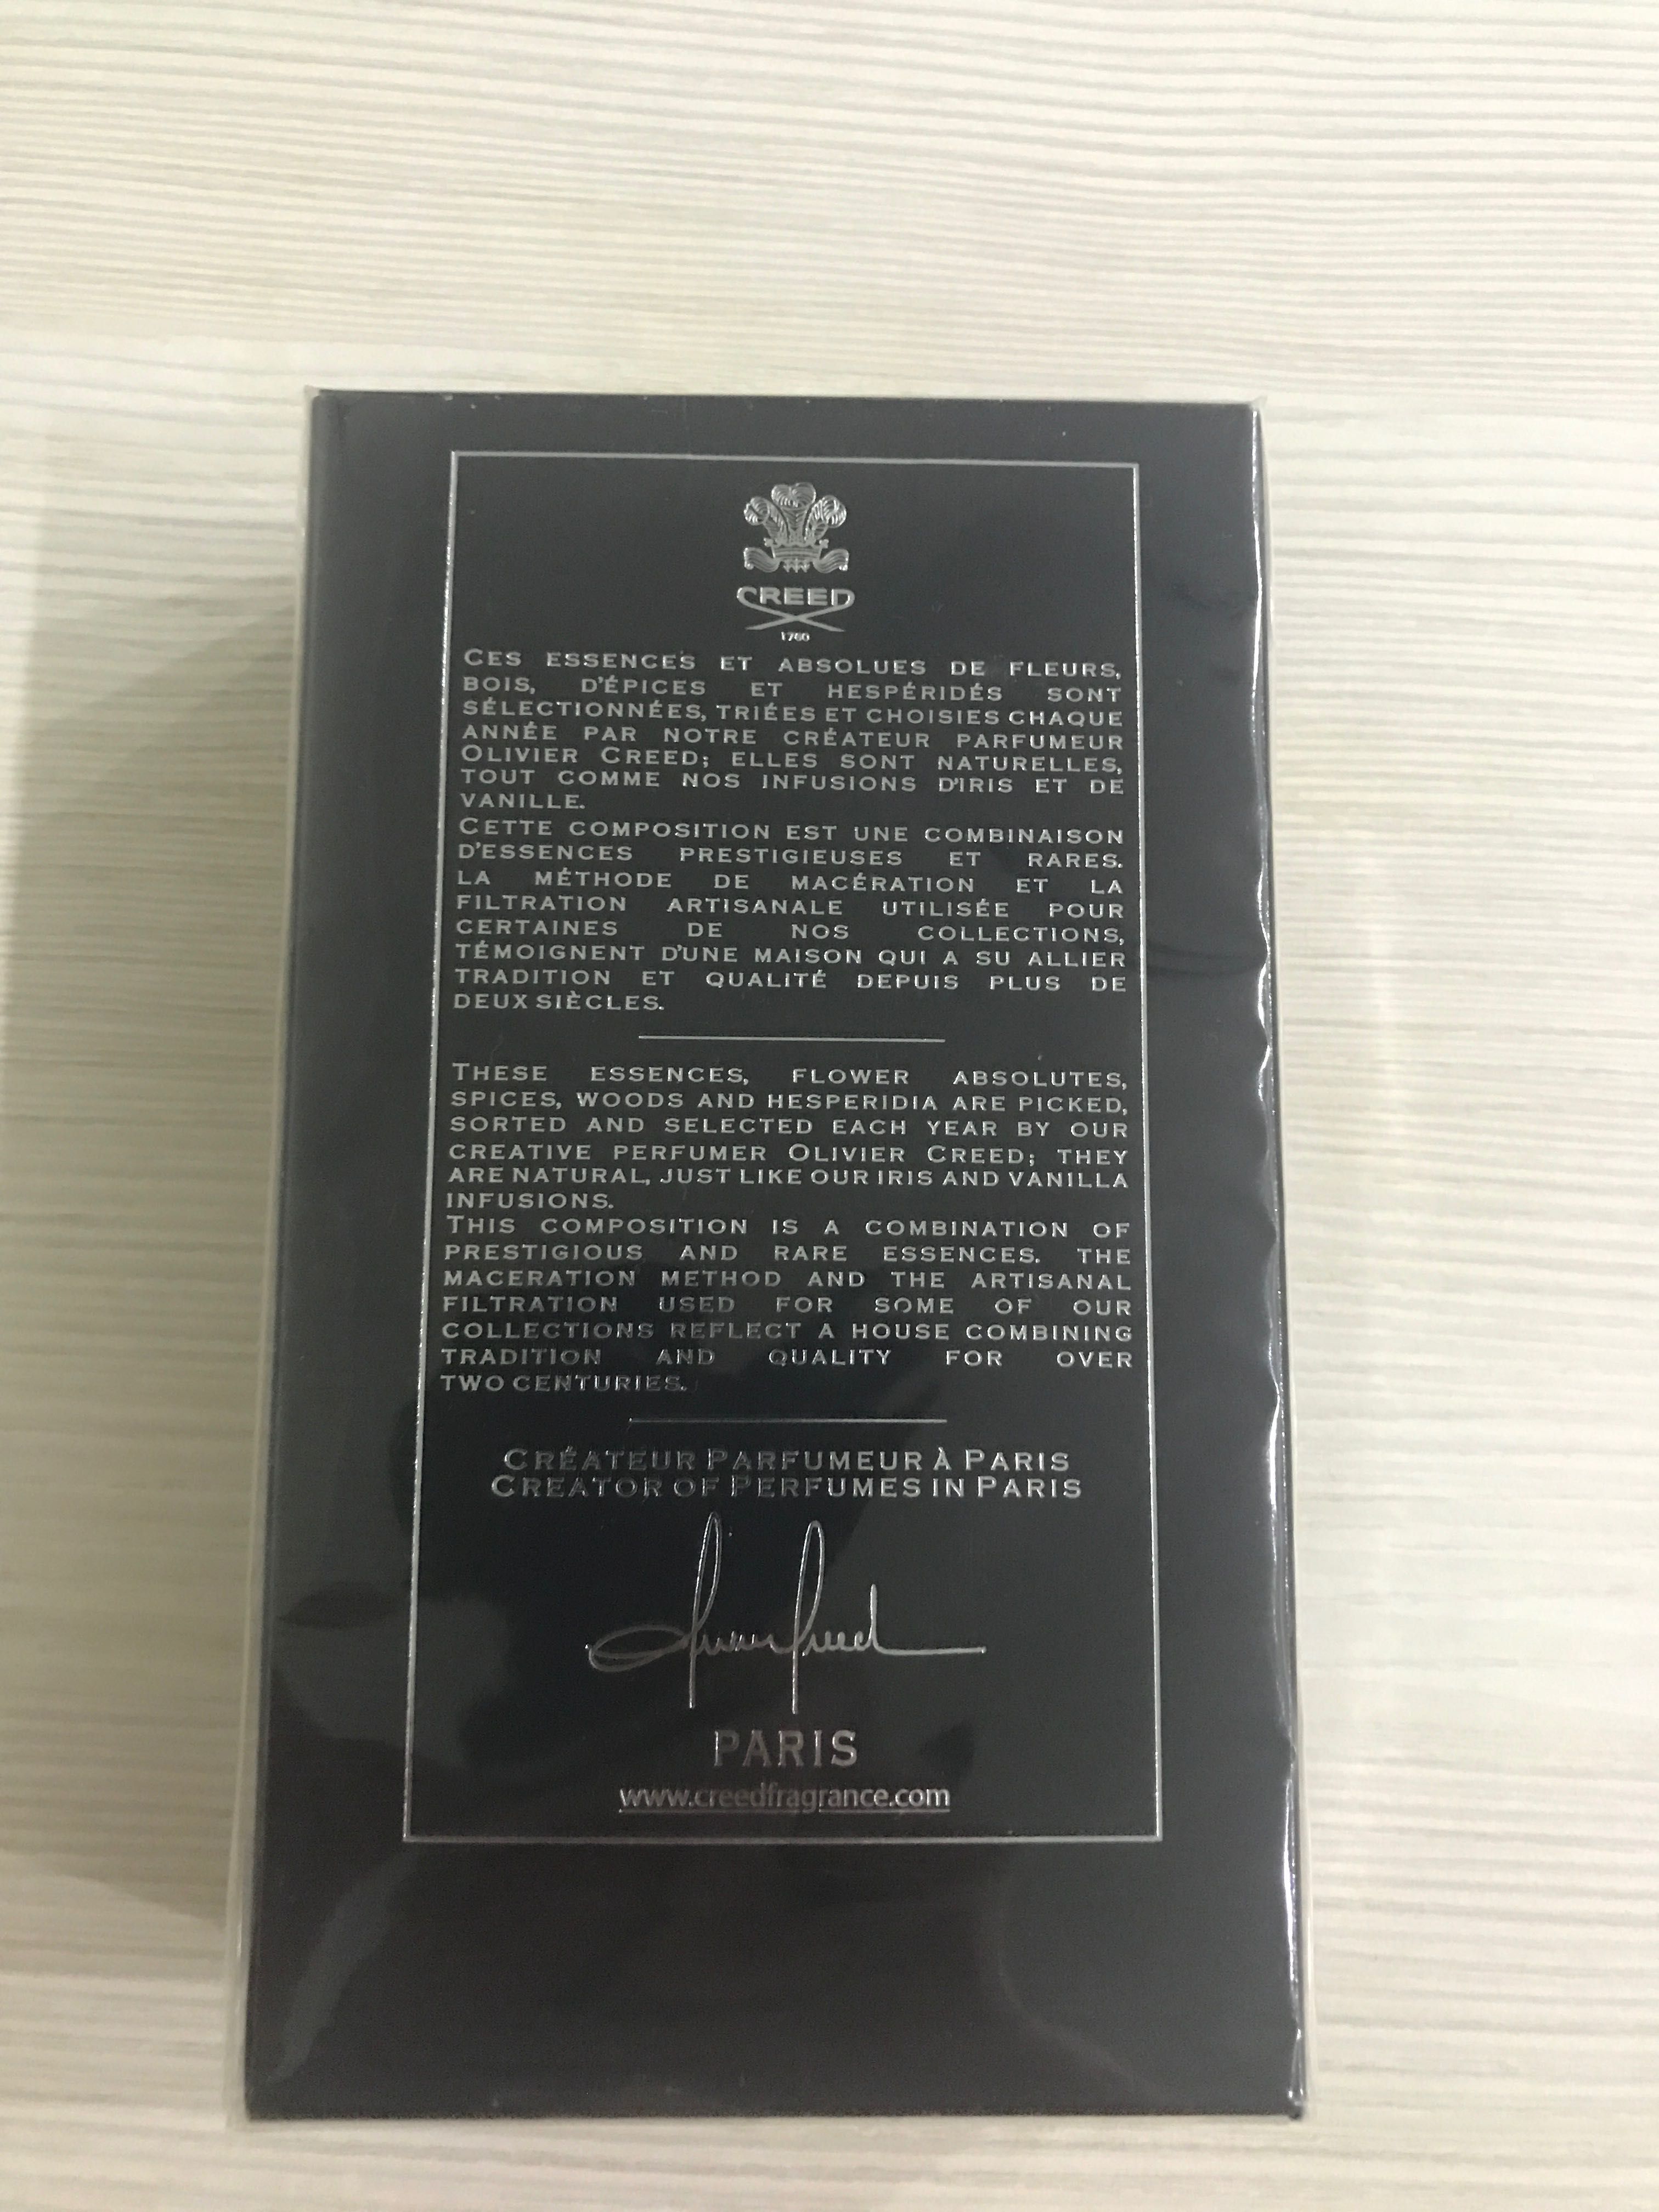 CREED
1760
CES ESSENCES ET ABSOLUES DE FLEURS,
BOIS, D'ÉPICES ET HESPÉRIDÉS SONT
SÉLECTIONNÉES, TRIÉES ET CHOISIES CHAQUE
ANNÉE PAR NOTRE CRÉATEUR PARFUMEUR
OLIVIER CREED; ELLES SONT NATURELLES,
TOUT COMME NOS INFUSIONS D'IRIS ET DE
VANILLE.
CETTE COMPOSITION EST UNE COMBINAISON
D'ESSENCES PRESTIGIEUSES ET RARES.
LA MÉTHODE DE MACÉRATION ET LA
FILTRATION ARTISANALE UTILISÉE POUR
CERTAINES DE NOS COLLECTIONS,
TÉMOIGNENT D'UNE MAISON QUI A SU ALLIER
TRADITION ET QUALITÉ DEPUIS PLUS DE
DEUX SIÈCLES.
THESE ESSENCES, FLOWER ABSOLUTES,
SPICES, WOODS AND HESPERIDIA ARE PICKED,
SORTED AND SELECTED EACH YEAR BY OUR
CREATIVE PERFUMER OLIVIER CREED; THEY
ARE NATURAL, JUST LIKE OUR IRIS AND VANILLA
INFUSIONS.
THIS COMPOSITION IS A COMBINATION OF
PRESTIGIOUS AND RARE ESSENCES. THE
MACERATION METHOD AND THE ARTISANAL
FILTRATION USED FOR SOME OF OUR
COLLECTIONS REFLECT A HOUSE COMBINING
TRADITION AND QUALITY FOR OVER
TWO CENTURIES.
CRÉATEUR PARFUMEUR À PARIS
CREATOR OF PERFUMES IN PARIS
PARIS
www.creedfragrance.com